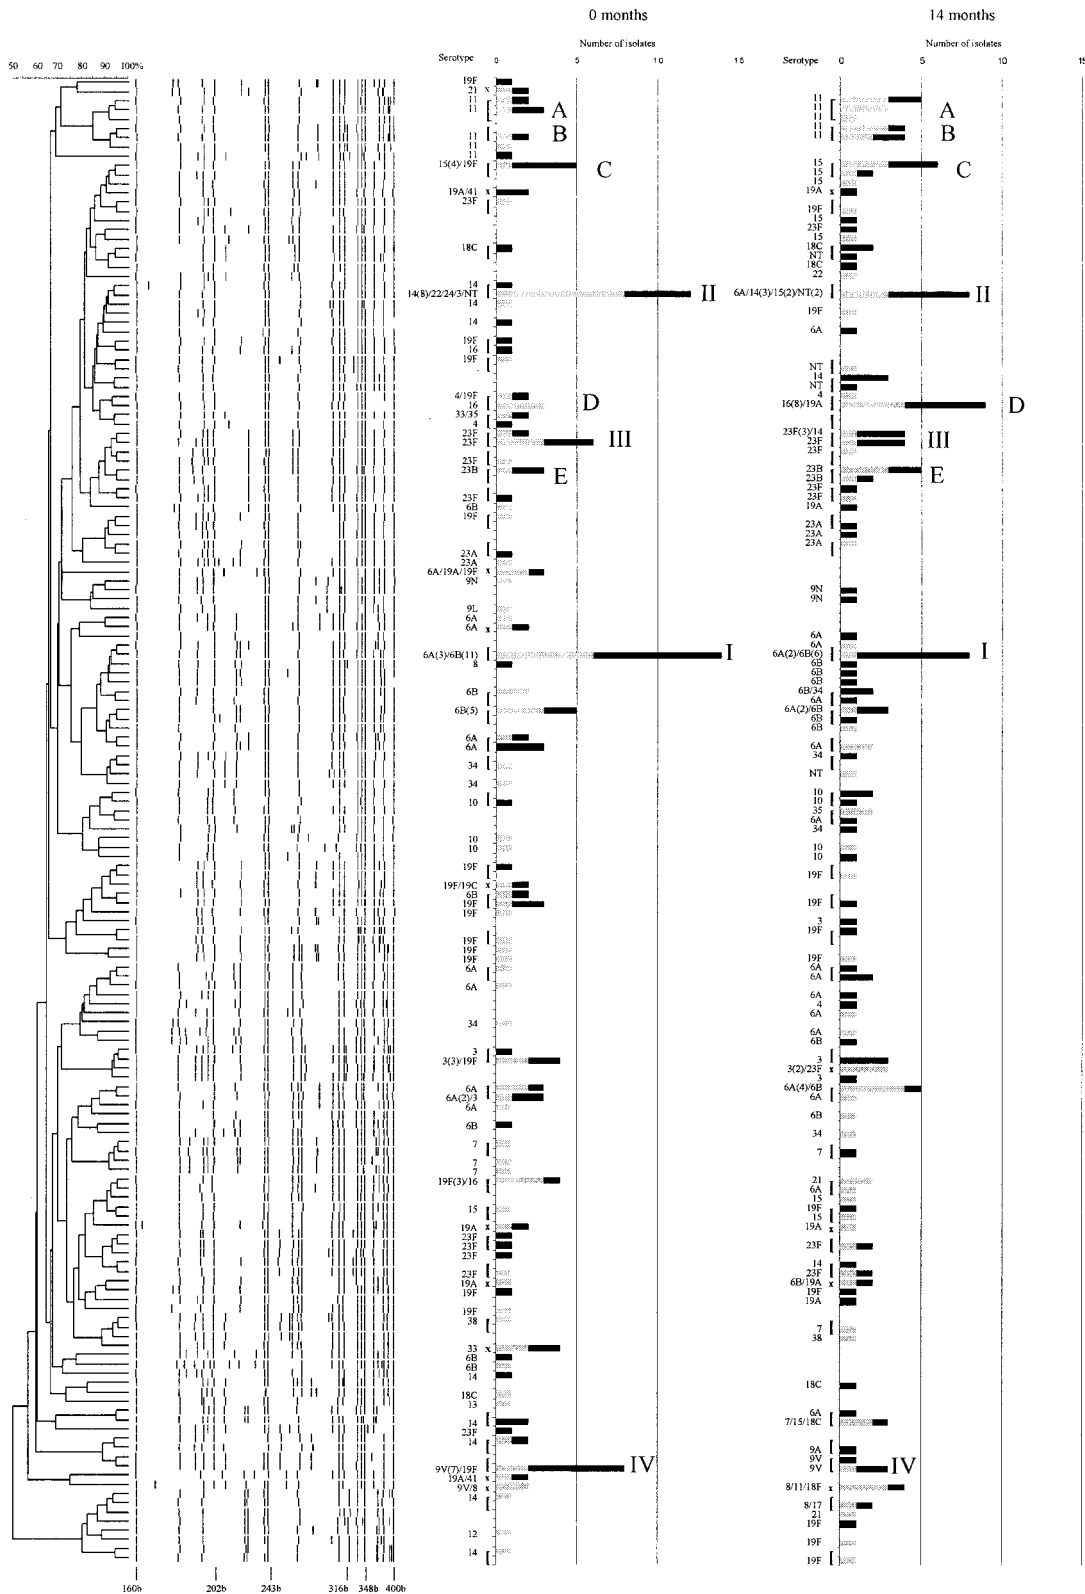 0 months 14 months
Number of isolates Number of isolates
Serotype Serotype
50 60 70 80 90 100% 0 5 10 0 5 10 15
19F
21 x
11 11
11 A 11 A
11
11
11 B 11 B
11
11
15(4)/19F C 15 C
15
15
19A/41 x 19A x
23F 19F
15
23F
15
18C 18C
NT
18C
22
14
14(8)/22/24/3/NT II 6A/14(3)/15(2)/NT(2) II
14 19F
14 6A
19F
16
19F NT
14
NT
4/19F D 4
16 16(8)/19A D
33/35
4
23F 23F(3)/14
23F III 23F III
23F
23F
23B E 23B E
23B
23F
23F 23F
6B 19A
19F
23A
23A 23A
23A 23A
6A/19A/19F x
9N 9N
9N
9L
6A
6A x 6A
6A
6A(3)/6B(11) I 6A(2)/6B(6) I
8 6B
6B
6B
6B 6B/34
6A
6B(5) 6A(2)/6B
6B
6B
6A
6A 6A
34 34
34 NT
10
10 10
35
6A
34
10
10 10
10
19F 19F
19F/19C x
6B
19F 19F
19F
3
19F
19F
19F
19F 19F
6A 6A
6A
6A 6A
4
6A
34 6A
6B
3 3
3(3)/19F 3(2)/23F x
3
6A 6A(4)/6B
6A(2)/3 6A
6A
6B 6B
34
7 7
7
7
19F(3)/16 21
6A
15
15 19F
15
19A x 19A x
23F
23F 23F
23F
14
23F 23F
19A x 6B/19A x
19F 19F
19A
19F
38 7
38
33 x
6B
6B
14 18C
18C
13
6A
14 7/15/18C
23F
14 9A
9V
9V(7)/19F IV 9V IV
19A/41 x
9V/8 x 8/11/18F x
14 8/17
21
19F
12 19F
14 19F
160b 202b 243b 316b 348b 400b